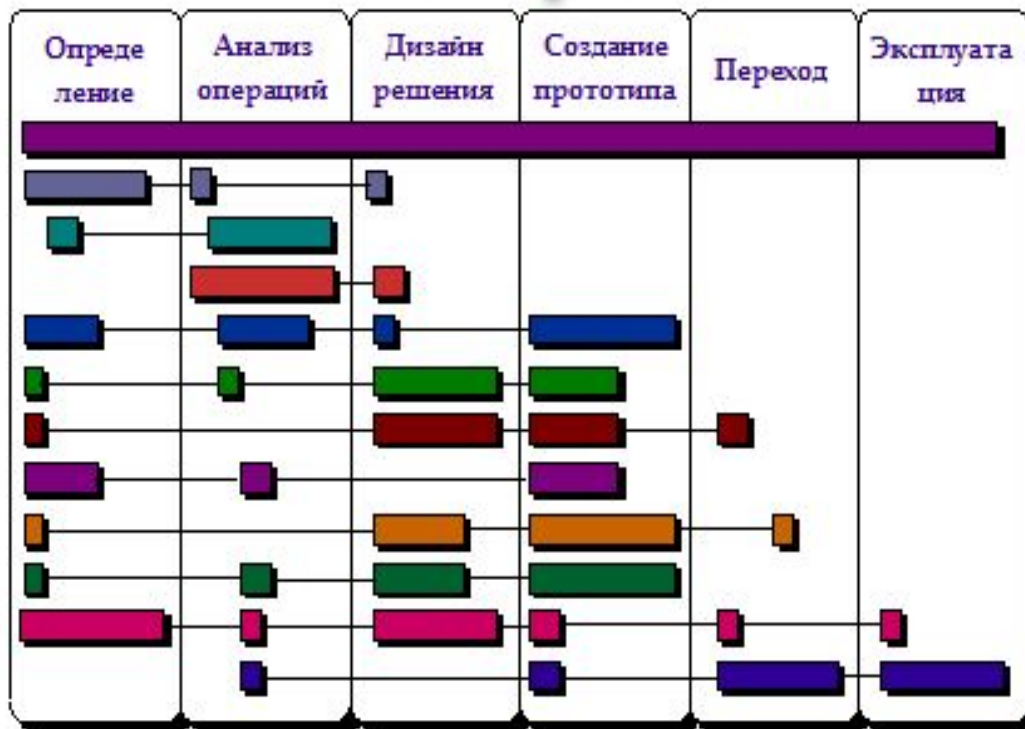 Опреде
ление
Анализ
операций
Дизайн
решения
Создание
прототипа
Переход
Эксплуата
ция